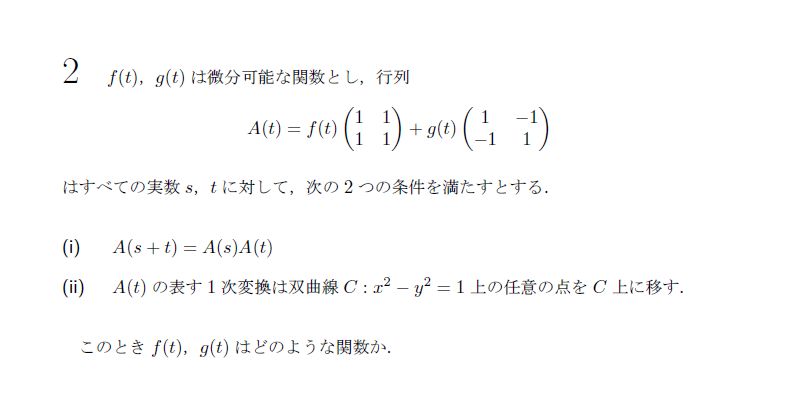 2 f(t)，g(t) は微分可能な関数とし，行列
A(t) = f(t) \begin{pmatrix} 1 & 1 \\ 1 & 1 \end{pmatrix} + g(t) \begin{pmatrix} 1 & -1 \\ -1 & 1 \end{pmatrix}
はすべての実数 s，t に対して，次の 2 つの条件を満たすとする．
(i) A(s + t) = A(s)A(t)
(ii) A(t) の表す 1 次変換は双曲線 C : x² − y² = 1 上の任意の点を C 上に移す．
このとき f(t)，g(t) はどのような関数か．